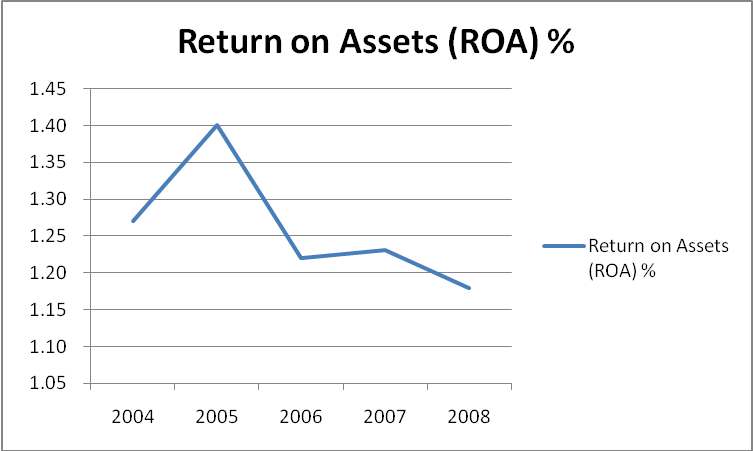 Return on Assets (ROA) %
1.45
1.40
1.35
1.30
1.25
1.20
1.15
1.10
1.05
2004 2005 2006 2007 2008
Return on Assets
(ROA) %